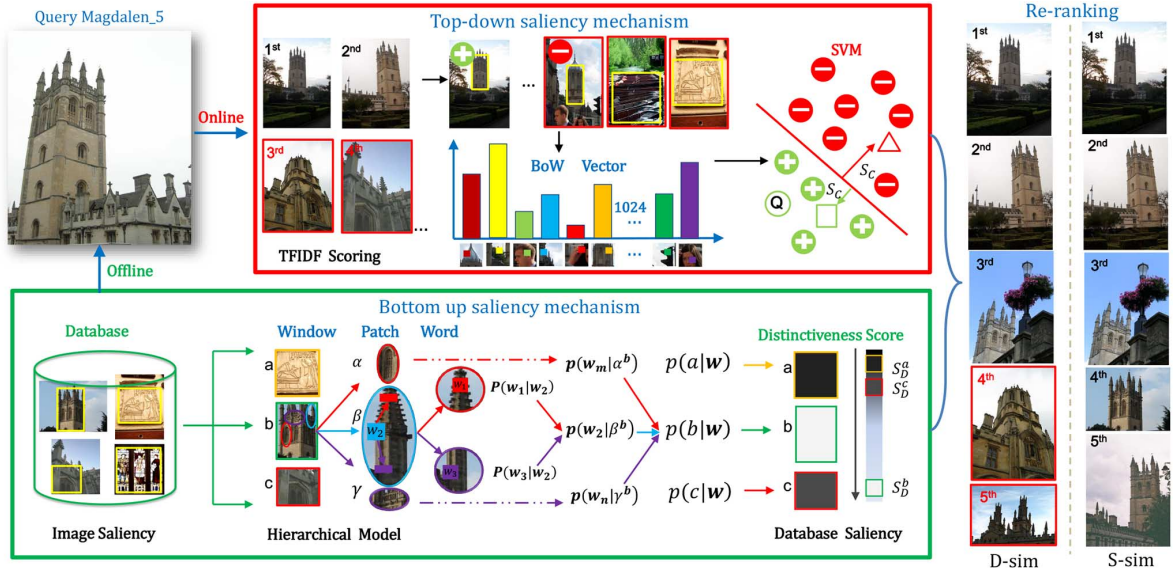 Query Magdalen_5
Online
Offline
Top-down saliency mechanism
1st
2nd
3rd
4th
...
...
TFIDF Scoring
BoW Vector
1024
...
...
SVM
S_C
S_C
Q
Bottom up saliency mechanism
Database
Image Saliency
Window
Patch
Word
a
b
c
α
β
γ
w_1
w_2
w_3
P(w_1|w_2)
P(w_3|w_2)
p(w_m|α^b)
p(w_2|β^b)
p(w_n|γ^b)
p(a|w)
p(b|w)
p(c|w)
Hierarchical Model
Distinctiveness Score
a
b
c
S_D^a
S_D^c
S_D^b
Database Saliency
Re-ranking
1st
2nd
3rd
4th
5th
D-sim
1st
2nd
3rd
4th
5th
S-sim